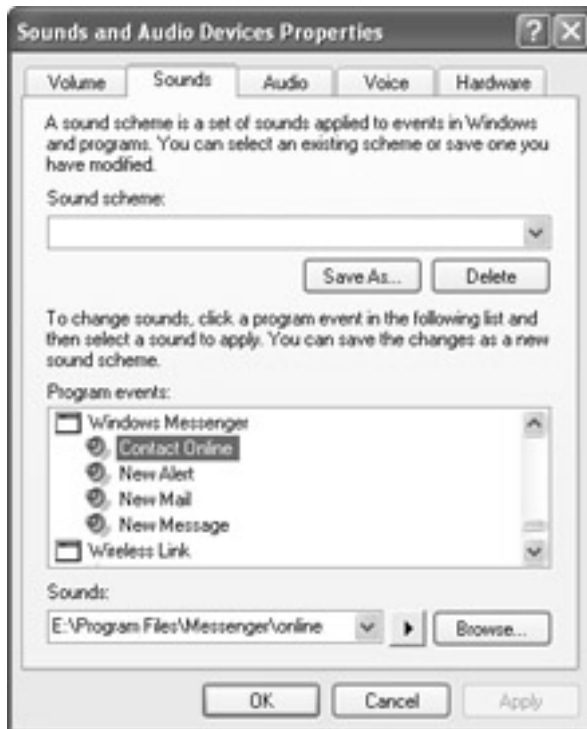 Sounds and Audio Devices Properties
Volume
Sounds
Audio
Voice
Hardware
A sound scheme is a set of sounds applied to events in Windows
and programs. You can select an existing scheme or save one you
have modified.
Sound scheme:
Save As...
Delete
To change sounds, click a program event in the following list and
then select a sound to apply. You can save the changes as a new
sound scheme.
Program events:
Windows Messenger
Contact Online
New Alert
New Mail
New Message
Wireless Link
Sounds:
E:\Program Files\Messenger\online
Browse...
OK
Cancel
Apply